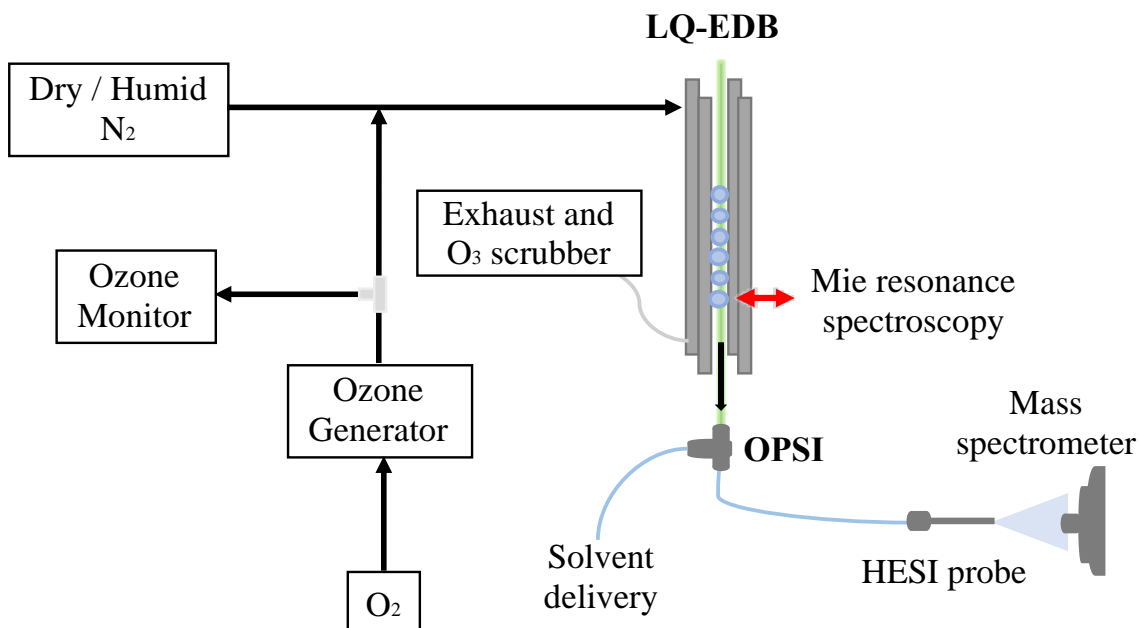 LQ-EDB
Dry / Humid
N₂
Exhaust and
O₃ scrubber
Ozone
Monitor
Mie resonance
spectroscopy
Ozone
Generator
Mass
spectrometer
OPSI
Solvent
delivery
HESI probe
O₂